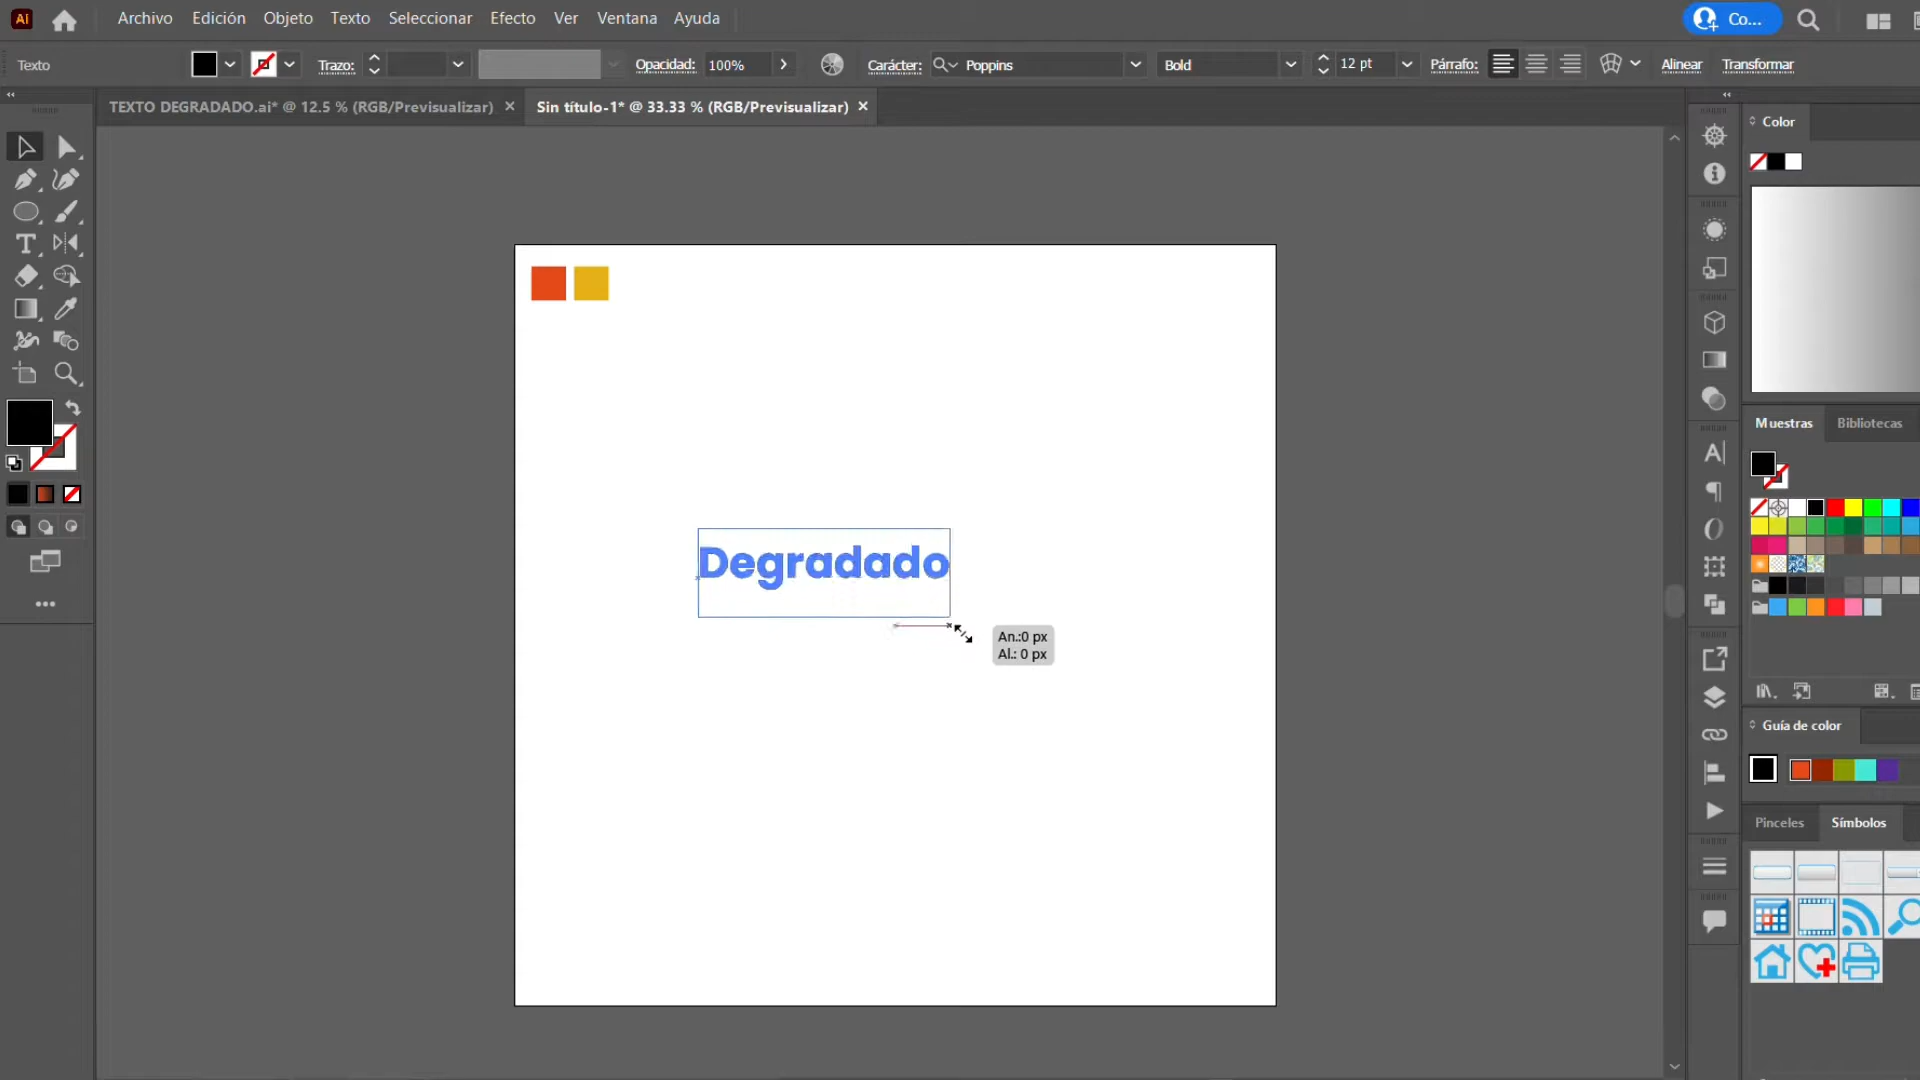 Ai Archivo Edición Objeto Texto Seleccionar Efecto Ver Ventana Ayuda Co...
Texto Trazo: Opacidad: 100% Carácter: Poppins Bold 12 pt Párrafo: Alinear Transformar
TEXTO DEGRADADO.ai* @ 12.5 % (RGB/Previsualizar) Sin título-1* @ 33.33 % (RGB/Previsualizar)
Color
Degradado
An.:0 px
Al.: 0 px
Muestras Bibliotecas
Guía de color
Pinceles Símbolos